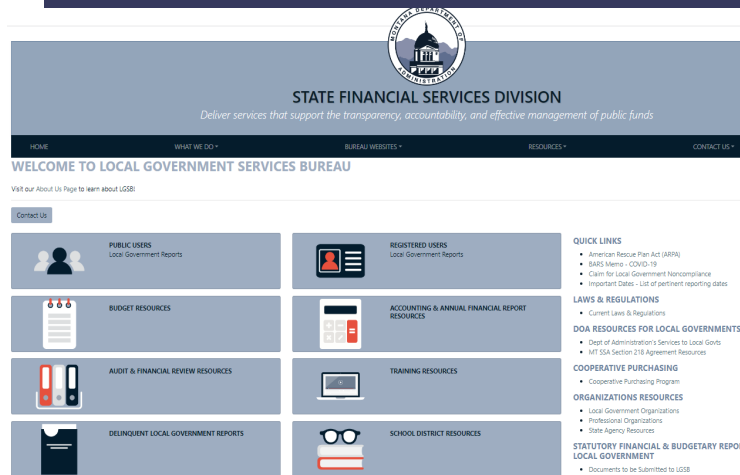 MONTANA DEPARTMENT OF
ADMINISTRATION
STATE FINANCIAL SERVICES DIVISION
Deliver services that support the transparency, accountability, and effective management of public funds
HOME
WHAT WE DO
BUREAU WEBSITES
RESOURCES
CONTACT US
WELCOME TO LOCAL GOVERNMENT SERVICES BUREAU
Visit our About Us Page to learn about LGSB!
Contact Us
PUBLIC USERS
Local Government Reports
REGISTERED USERS
Local Government Reports
BUDGET RESOURCES
ACCOUNTING & ANNUAL FINANCIAL REPORT
RESOURCES
AUDIT & FINANCIAL REVIEW RESOURCES
TRAINING RESOURCES
DELINQUENT LOCAL GOVERNMENT REPORTS
SCHOOL DISTRICT RESOURCES
QUICK LINKS
American Rescue Plan Act (ARPA)
BARS Memo - COVID-19
Claim for Local Government Noncompliance
Important Dates - List of pertinent reporting dates
LAWS & REGULATIONS
Current Laws & Regulations
DOA RESOURCES FOR LOCAL GOVERNMENTS
Dept of Administration's Services to Local Govts
MT SSA Section 218 Agreement Resources
COOPERATIVE PURCHASING
Cooperative Purchasing Program
ORGANIZATIONS RESOURCES
Local Government Organizations
Professional Organizations
State Agency Resources
STATUTORY FINANCIAL & BUDGETARY REPO
LOCAL GOVERNMENT
Documents to be Submitted to LGSB